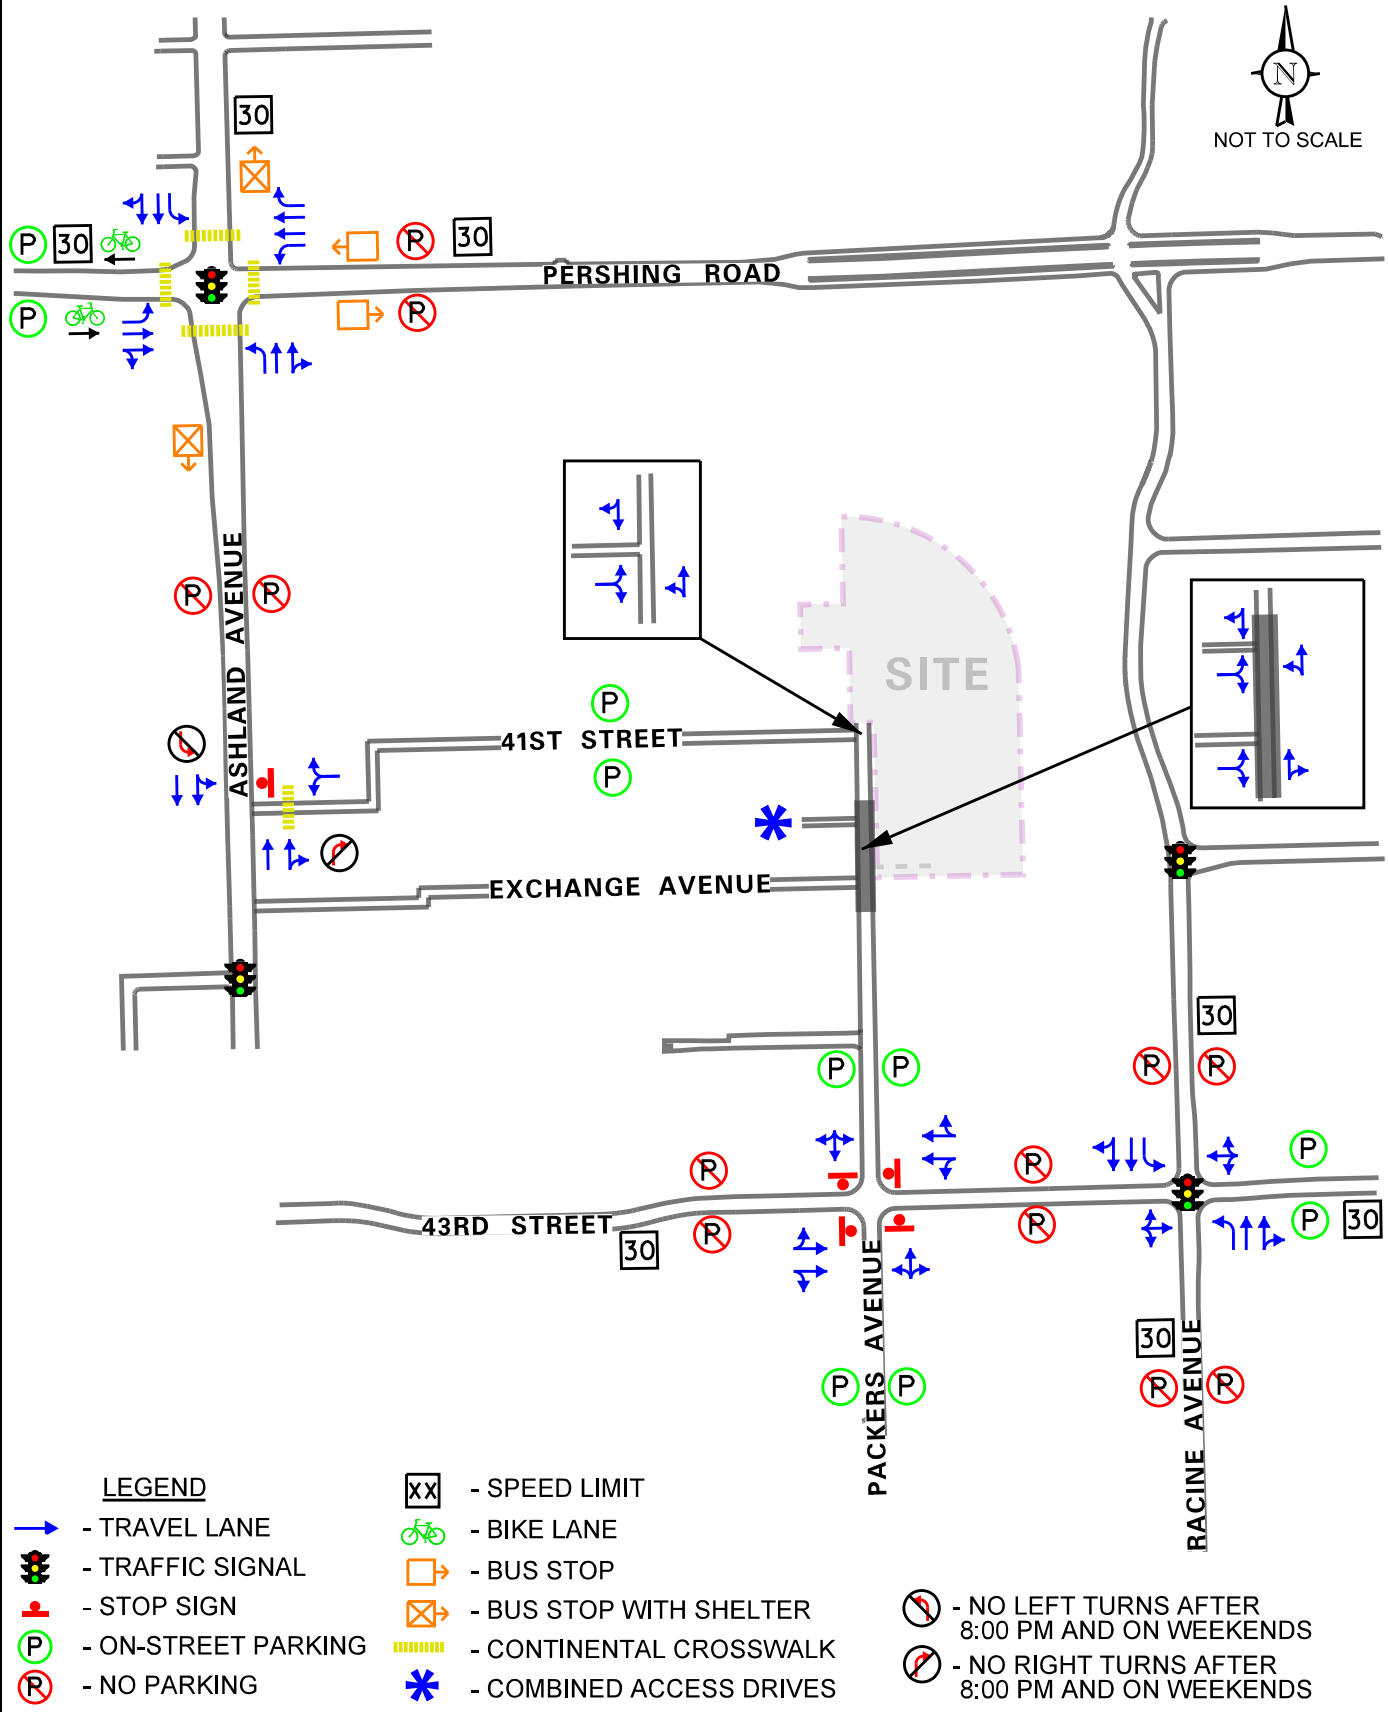 N
NOT TO SCALE
30
P
30
P
30
PERSHING ROAD
P
P
ASHLAND AVENUE
P
P
SITE
P
41ST STREET
P
EXCHANGE AVENUE
30
P
P
P
P
P
P
P
43RD STREET
30
P
P
P
30
PACKERS AVENUE
P
P
30
P
P
RACINE AVENUE
LEGEND
- TRAVEL LANE
- TRAFFIC SIGNAL
- STOP SIGN
P - ON-STREET PARKING
P - NO PARKING
XX - SPEED LIMIT
- BIKE LANE
- BUS STOP
- BUS STOP WITH SHELTER
- CONTINENTAL CROSSWALK
- COMBINED ACCESS DRIVES
- NO LEFT TURNS AFTER
8:00 PM AND ON WEEKENDS
- NO RIGHT TURNS AFTER
8:00 PM AND ON WEEKENDS